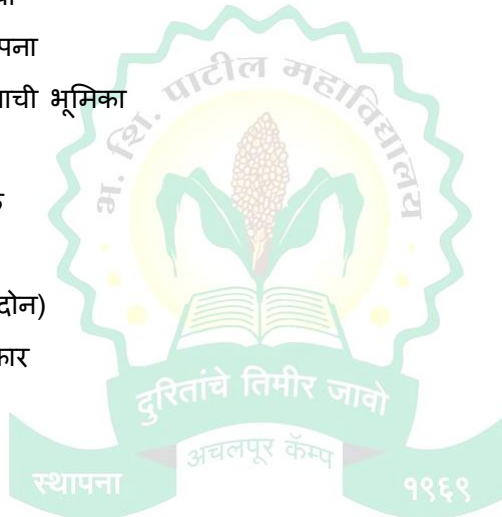 पना
ाची भूमिका
दोन)
कार
भ. शि. पाटील महाविद्यालय
दुरितांचे तिमीर जावो
अचलपूर कॅम्प
स्थापना १९६९